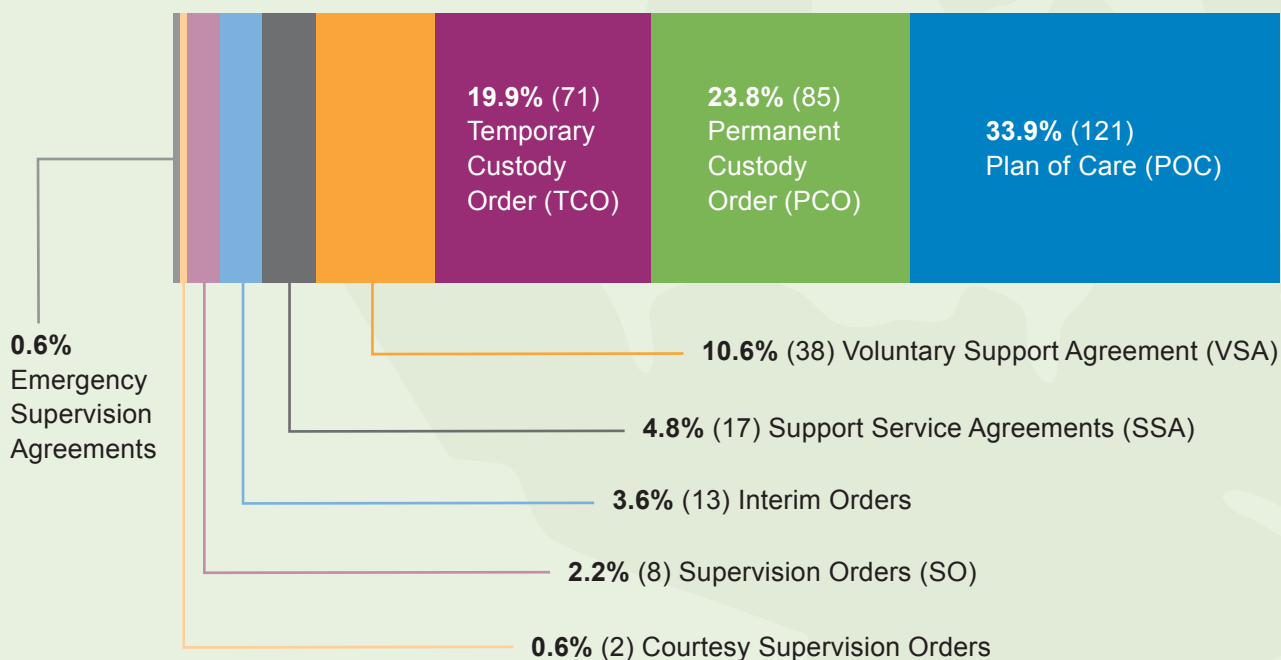 19.9% (71)
Temporary
Custody
Order (TCO)
23.8% (85)
Permanent
Custody
Order (PCO)
33.9% (121)
Plan of Care (POC)
0.6%
Emergency
Supervision
Agreements
10.6% (38) Voluntary Support Agreement (VSA)
4.8% (17) Support Service Agreements (SSA)
3.6% (13) Interim Orders
2.2% (8) Supervision Orders (SO)
0.6% (2) Courtesy Supervision Orders